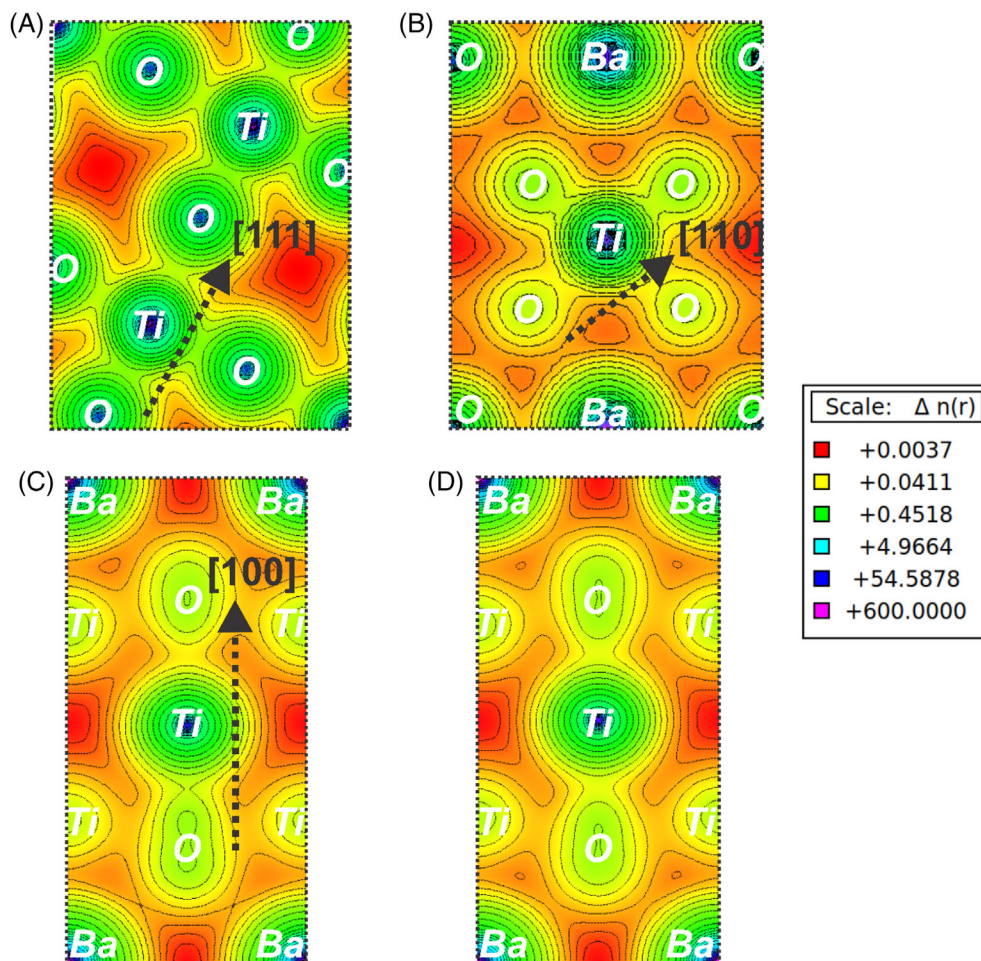 (A)
O
O
Ti
O
O
[111]
O
Ti
O
O
(B)
O
Ba
O
O
O
Ti
[110]
O
O
O
Ba
O
(C)
Ba
Ba
[100]
O
Ti
Ti
Ti
Ti
Ti
O
Ba
Ba
(D)
Ba
Ba
O
Ti
Ti
Ti
Ti
Ti
O
Ba
Ba
Scale: Δ n(r)
+0.0037
+0.0411
+0.4518
+4.9664
+54.5878
+600.0000